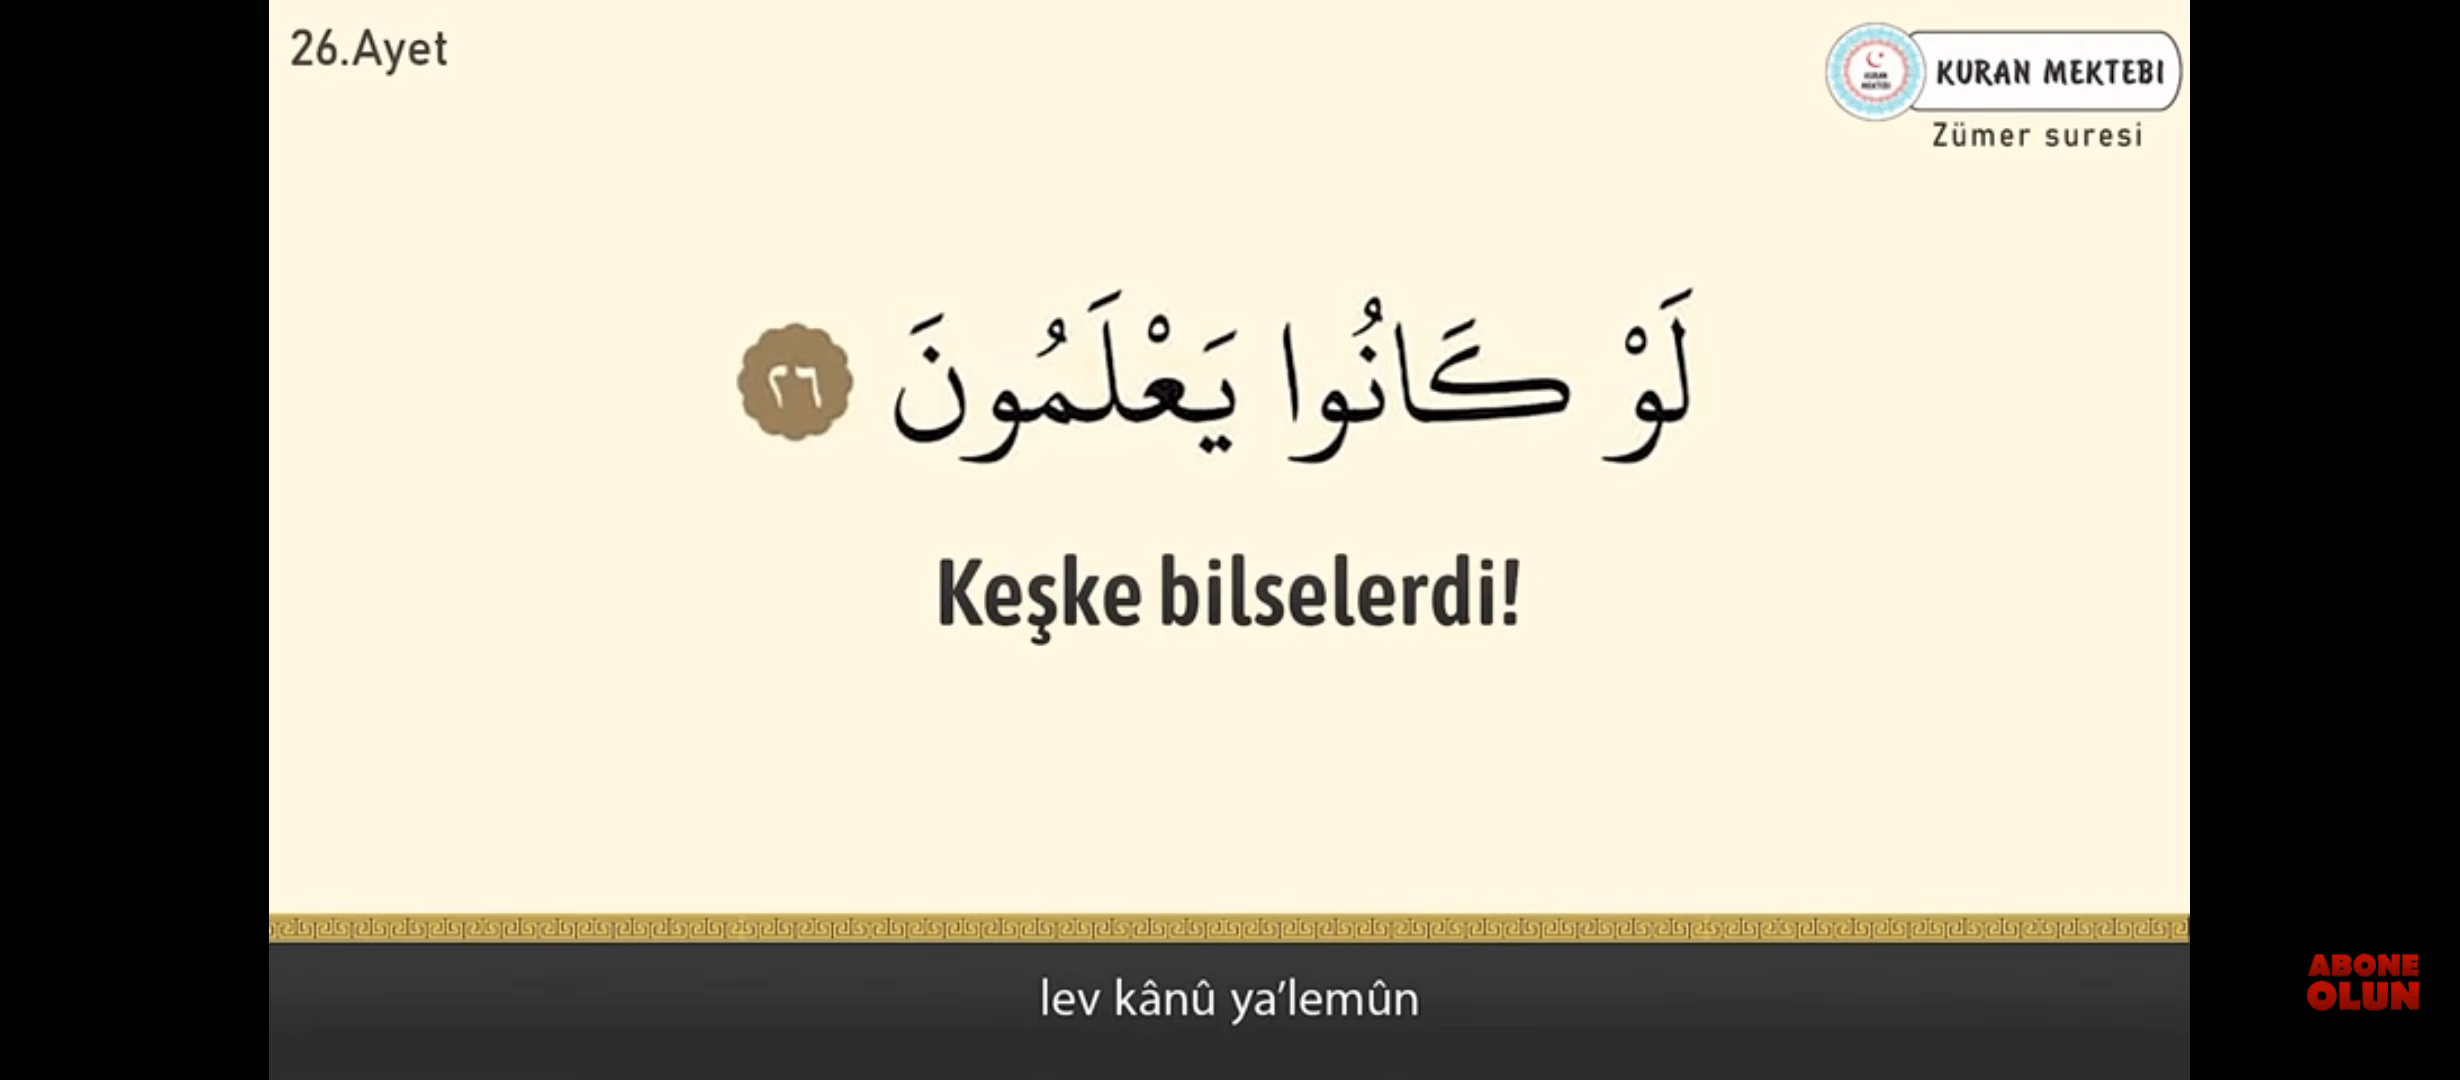 26.Ayet
KURAN MEKTEBI
Zümer suresi
لَوْ كَانُوا يَعْلَمُونَ ٢٦
Keşke bilselerdi!
lev kânû ya’lemûn
ABONE
OLUN